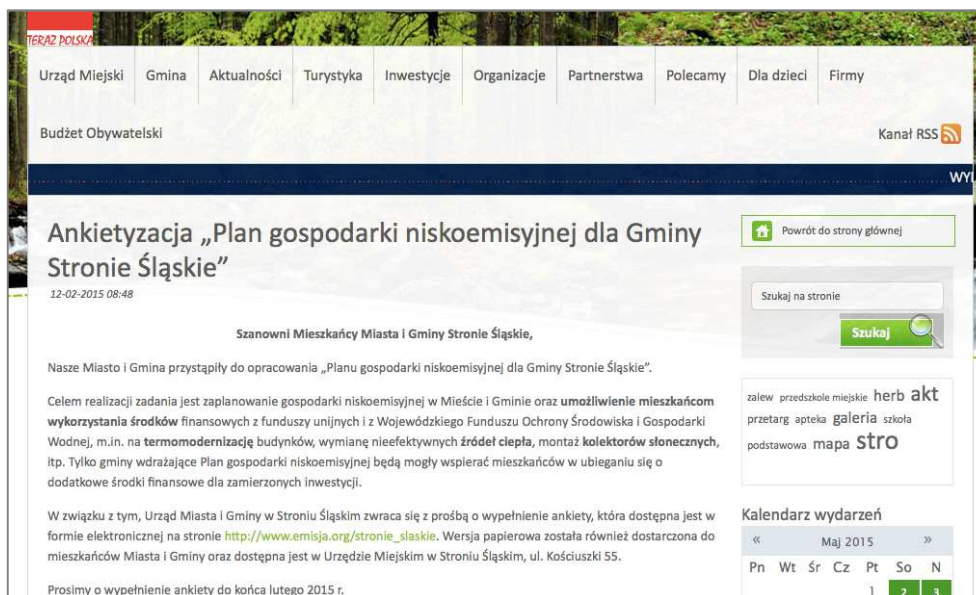 TERAZ POLSKA
Urząd Miejski Gmina Aktualności Turystyka Inwestycje Organizacje Partnerstwa Polecamy Dla dzieci Firmy
Budżet Obywatelski Kanał RSS
Ankietyzacja „Plan gospodarki niskoemisyjnej dla Gminy
Stronie Śląskie”
12-02-2015 08:48
Szanowni Mieszkańcy Miasta i Gminy Stronie Śląskie,
Nasze Miasto i Gmina przystąpiły do opracowania „Planu gospodarki niskoemisyjnej dla Gminy Stronie Śląskie”.
Celem realizacji zadania jest zaplanowanie gospodarki niskoemisyjnej w Mieście i Gminie oraz umożliwienie mieszkańcom
wykorzystania środków finansowych z funduszy unijnych i z Wojewódzkiego Funduszu Ochrony Środowiska i Gospodarki
Wodnej, m.in. na termomodernizację budynków, wymianę nieefektywnych źródeł ciepła, montaż kolektorów słonecznych,
itp. Tylko gminy wdrażające Plan gospodarki niskoemisyjnej będą mogły wspierać mieszkańców w ubieganiu się o
dodatkowe środki finansowe dla zamierzonych inwestycji.
W związku z tym, Urząd Miasta i Gminy w Stroniu Śląskim zwraca się z prośbą o wypełnienie ankiety, która dostępna jest w
formie elektronicznej na stronie http://www.emisja.org/stronie_slaskie. Wersja papierowa została również dostarczona do
mieszkańców Miasta i Gminy oraz dostępna jest w Urzędzie Miejskim w Stroniu Śląskim, ul. Kościuszki 55.
Prosimy o wypełnienie ankiety do końca lutego 2015 r.
Powrót do strony głównej
Szukaj na stronie
Szukaj
zalew przedszkole miejskie herb akt
przetarg apteka galeria szkoła
podstawowa mapa stro
Kalendarz wydarzeń
« Maj 2015 »
Pn Wt Śr Cz Pt So N
1 2 3